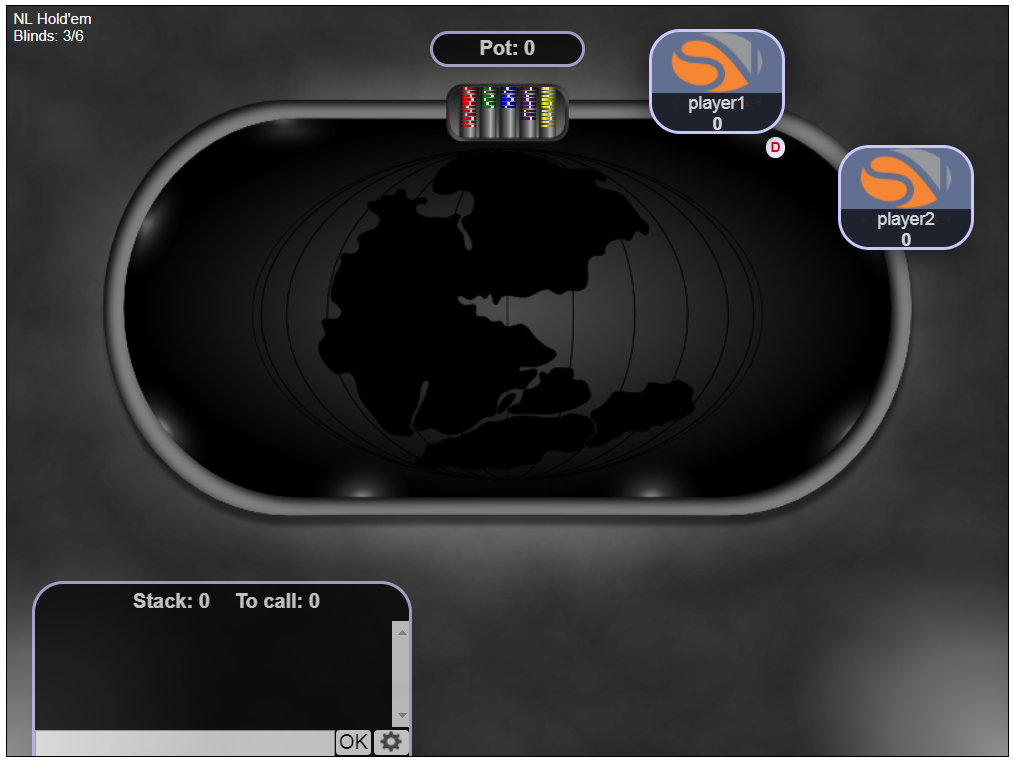 NL Hold'em
Blinds: 3/6
Pot: 0
player1
0
D
player2
0
Stack: 0 To call: 0
OK